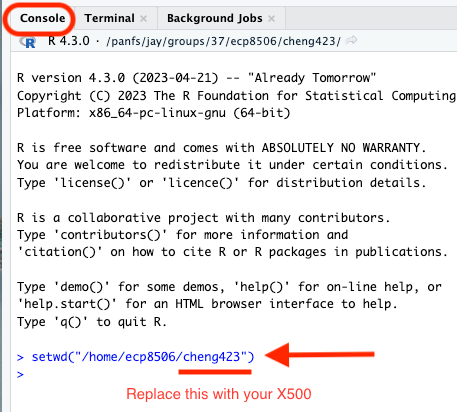 Console Terminal Background Jobs
R R 4.3.0 · /panfs/jay/groups/37/ecp8506/cheng423/
R version 4.3.0 (2023-04-21) -- "Already Tomorrow"
Copyright (C) 2023 The R Foundation for Statistical Computing
Platform: x86_64-pc-linux-gnu (64-bit)
R is free software and comes with ABSOLUTELY NO WARRANTY.
You are welcome to redistribute it under certain conditions.
Type 'license()' or 'licence()' for distribution details.
R is a collaborative project with many contributors.
Type 'contributors()' for more information and
'citation()' on how to cite R or R packages in publications.
Type 'demo()' for some demos, 'help()' for on-line help, or
'help.start()' for an HTML browser interface to help.
Type 'q()' to quit R.
> setwd("/home/ecp8506/cheng423")
>
Replace this with your X500